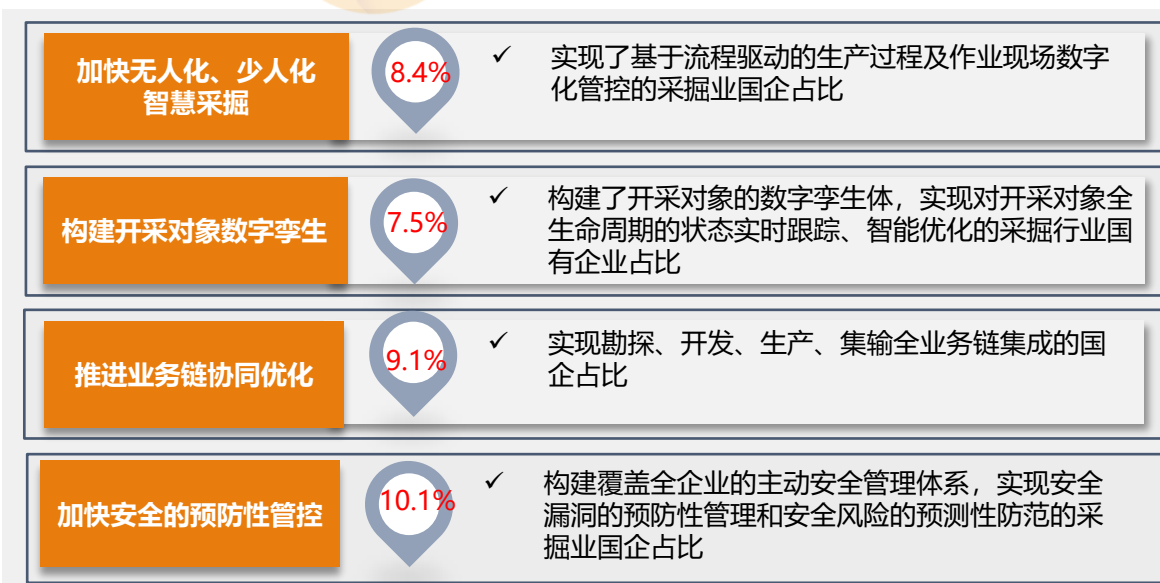 加快无人化、少人化
智慧采掘
8.4%
✓ 实现了基于流程驱动的生产过程及作业现场数字
化管控的采掘业国企占比
构建开采对象数字孪生
7.5%
✓ 构建了开采对象的数字孪生体，实现对开采对象全
生命周期的状态实时跟踪、智能优化的采掘行业国
有企业占比
推进业务链协同优化
9.1%
✓ 实现勘探、开发、生产、集输全业务链集成的国
企占比
加快安全的预防性管控
10.1%
✓ 构建覆盖全企业的主动安全管理体系，实现安全
漏洞的预防性管理和安全风险的预测性防范的采
掘业国企占比